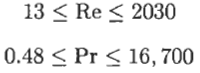 13 ≤ Re ≤ 2030
0.48 ≤ Pr ≤ 16,700